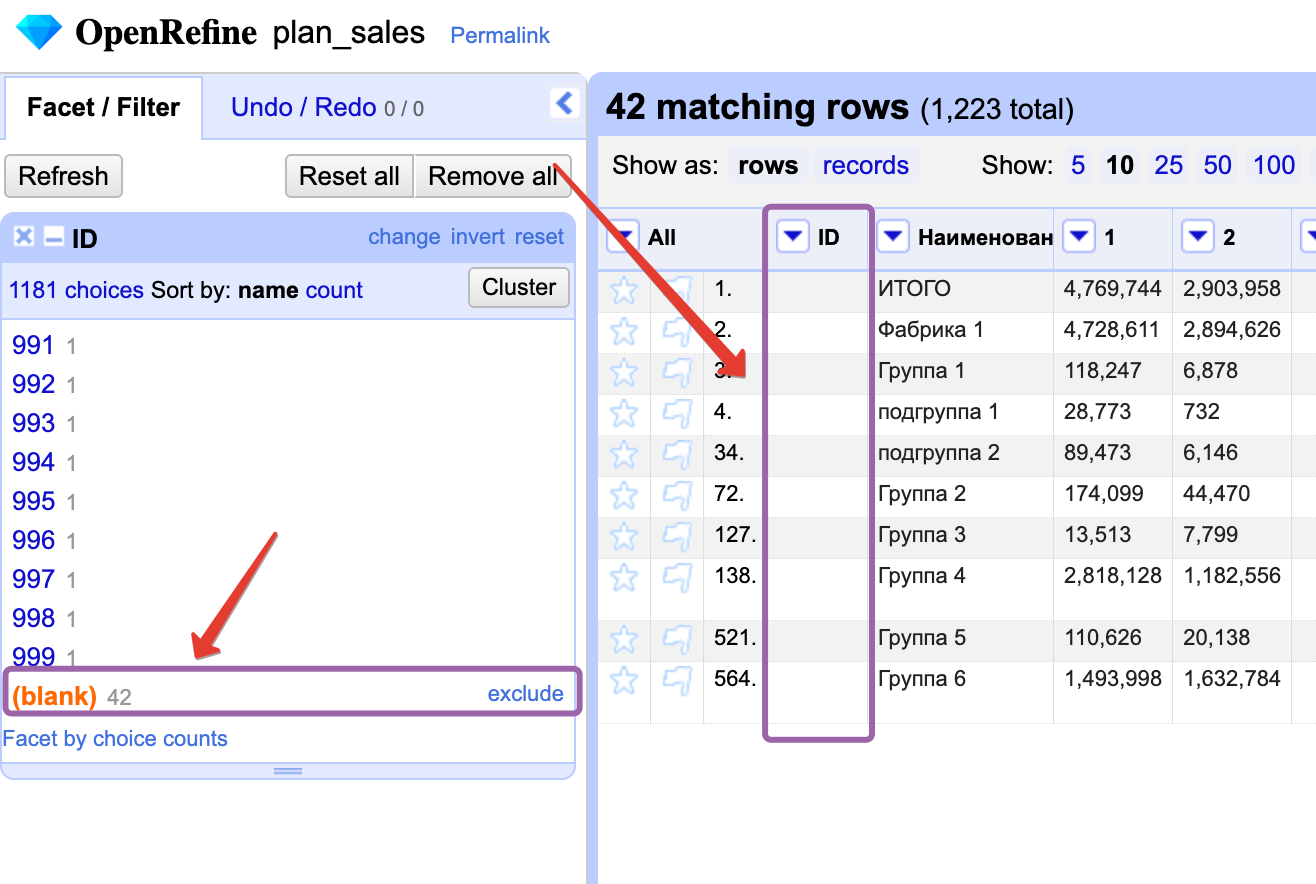 OpenRefine plan_sales Permalink
Facet / Filter Undo / Redo 0 / 0
Refresh Reset all Remove all
ID change invert reset
1181 choices Sort by: name count Cluster
991 1
992 1
993 1
994 1
995 1
996 1
997 1
998 1
999 1
(blank) 42 exclude
Facet by choice counts
42 matching rows (1,223 total)
Show as: rows records Show: 5 10 25 50 100
All ID Наименован 1 2
1. ИТОГО 4,769,744 2,903,958
2. Фабрика 1 4,728,611 2,894,626
3. Группа 1 118,247 6,878
4. подгруппа 1 28,773 732
34. подгруппа 2 89,473 6,146
72. Группа 2 174,099 44,470
127. Группа 3 13,513 7,799
138. Группа 4 2,818,128 1,182,556
521. Группа 5 110,626 20,138
564. Группа 6 1,493,998 1,632,784